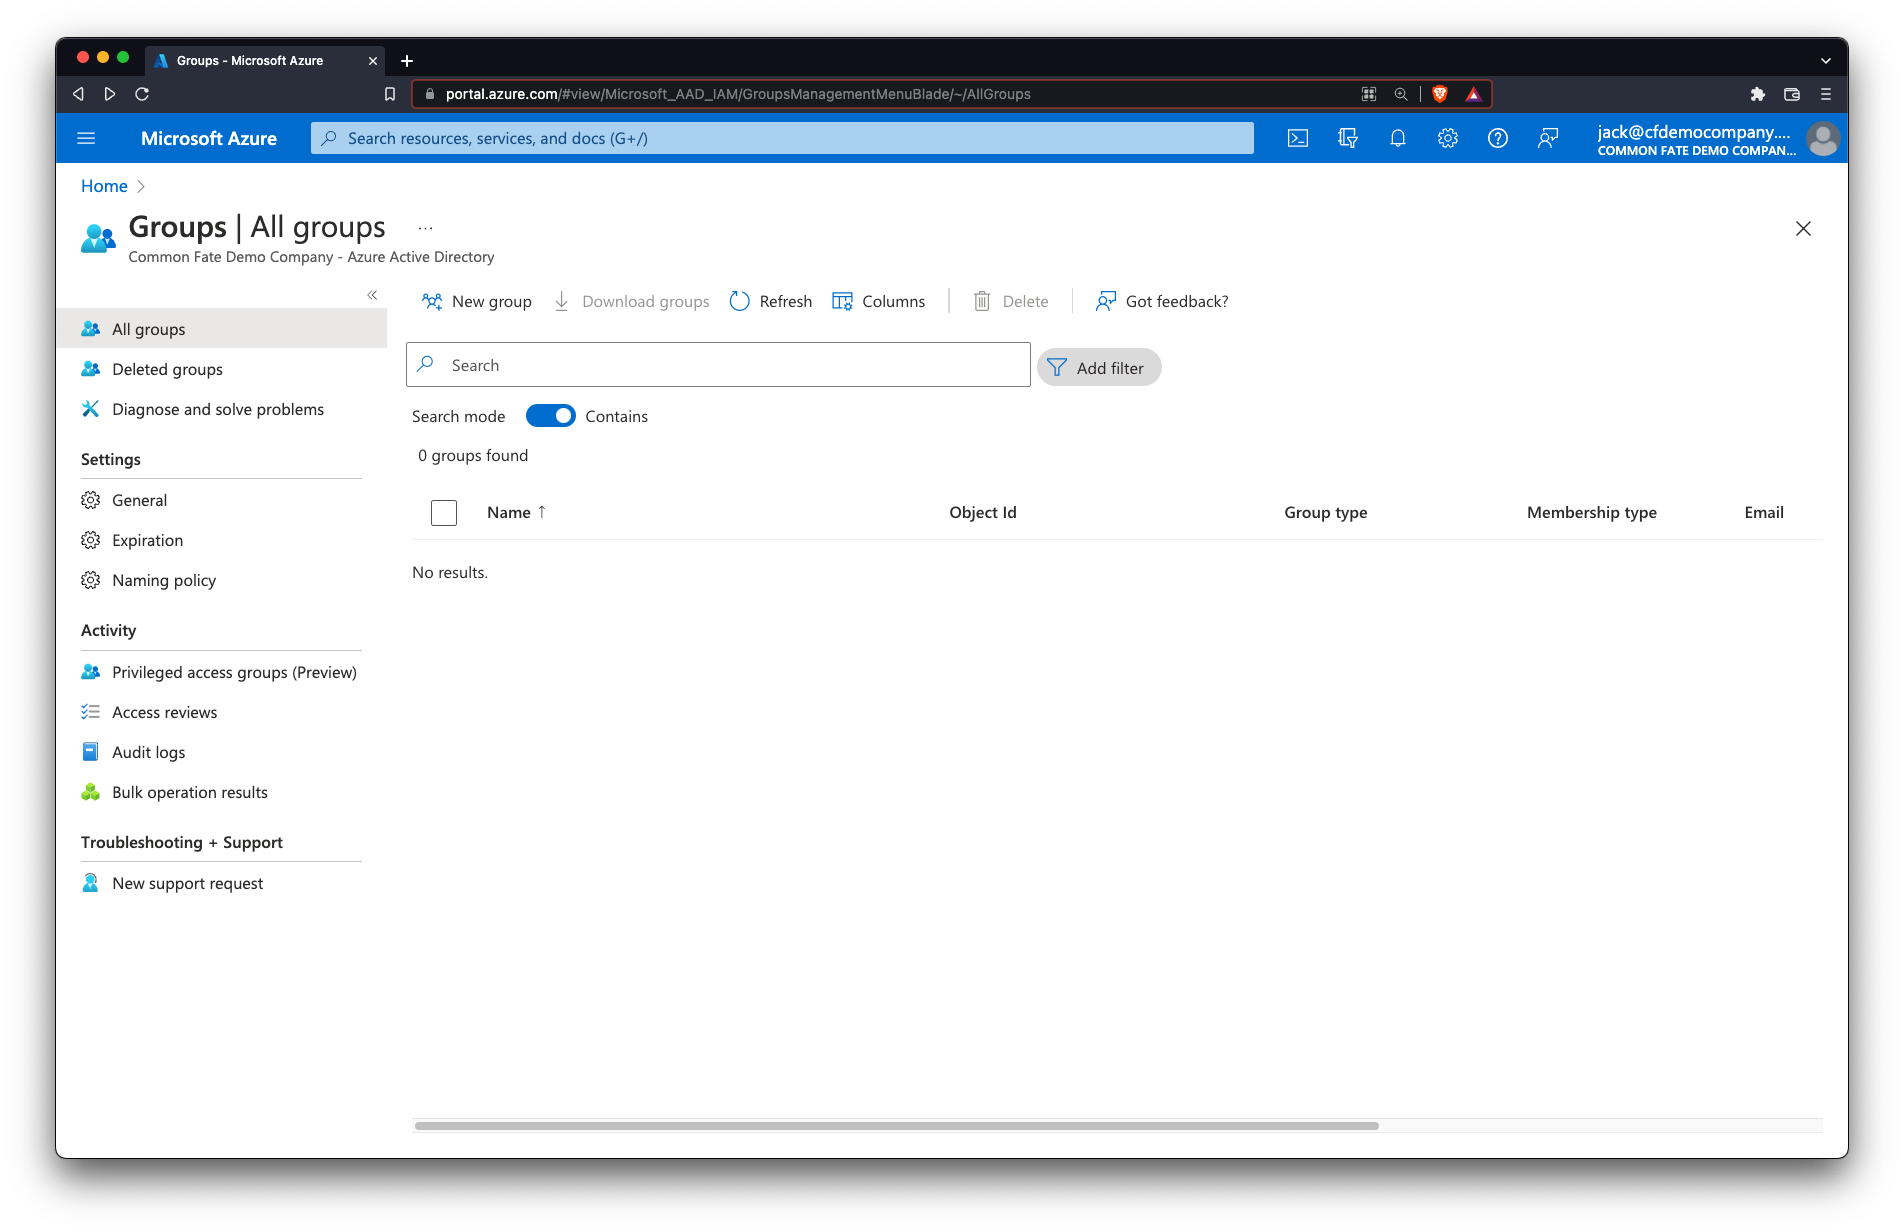 Groups - Microsoft Azure
portal.azure.com/#view/Microsoft_AAD_IAM/GroupsManagementMenuBlade/~/AllGroups
Microsoft Azure
Search resources, services, and docs (G+/)
jack@cfdemocompany....
COMMON FATE DEMO COMPAN...
Home
Groups | All groups ...
Common Fate Demo Company - Azure Active Directory
All groups
Deleted groups
Diagnose and solve problems
Settings
General
Expiration
Naming policy
Activity
Privileged access groups (Preview)
Access reviews
Audit logs
Bulk operation results
Troubleshooting + Support
New support request
New group Download groups Refresh Columns Delete Got feedback?
Search Add filter
Search mode Contains
0 groups found
Name ↑ Object Id Group type Membership type Email
No results.